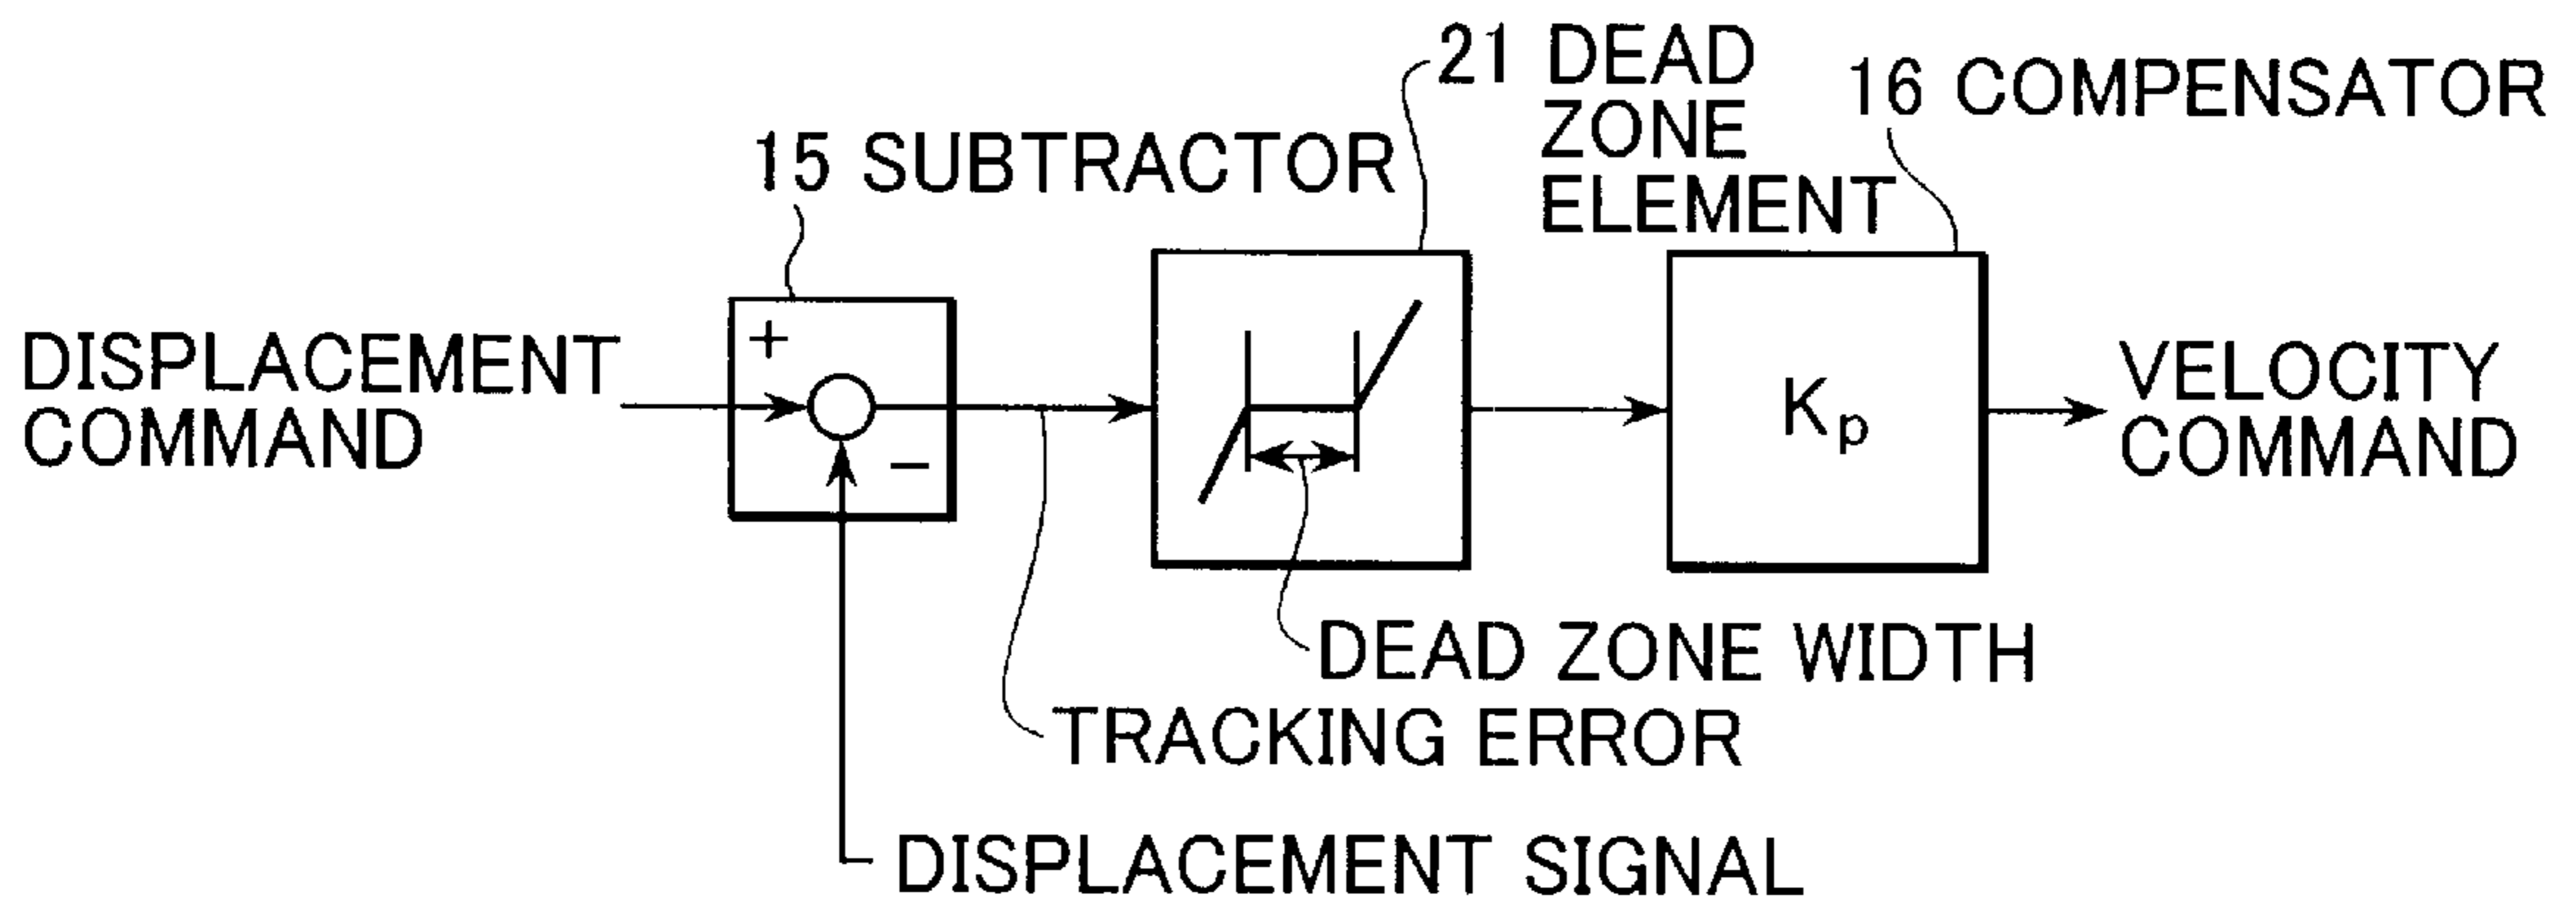 21 DEAD
ZONE
ELEMENT
16 COMPENSATOR
15 SUBTRACTOR
DISPLACEMENT
COMMAND
+
−
Kp
VELOCITY
COMMAND
DEAD ZONE WIDTH
TRACKING ERROR
DISPLACEMENT SIGNAL